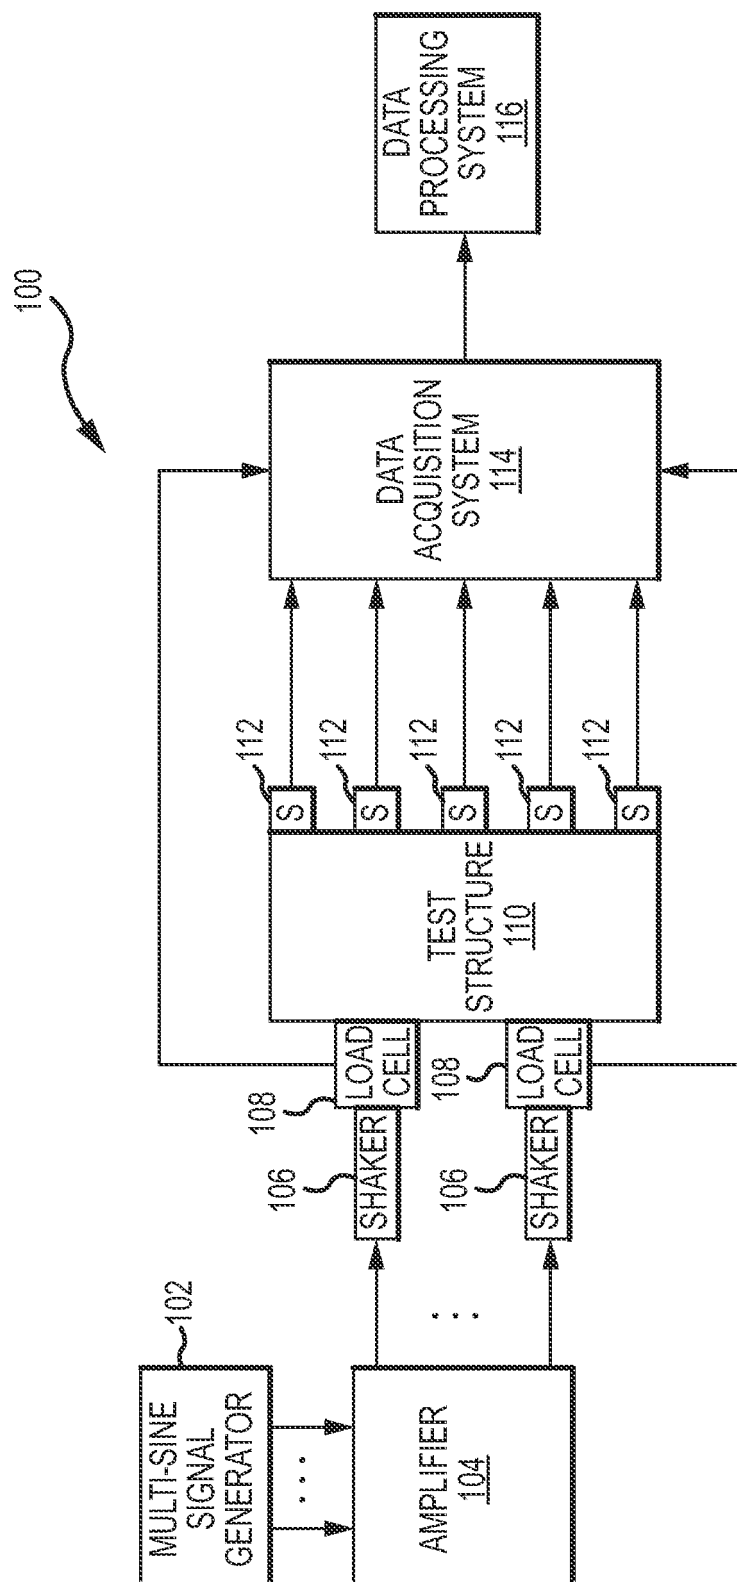 100
MULTI-SINE
SIGNAL
GENERATOR
102
AMPLIFIER
104
106
SHAKER
108
LOAD
CELL
106
SHAKER
108
LOAD
CELL
TEST
STRUCTURE
110
112
S
112
S
112
S
112
S
112
S
DATA
ACQUISITION
SYSTEM
114
DATA
PROCESSING
SYSTEM
116